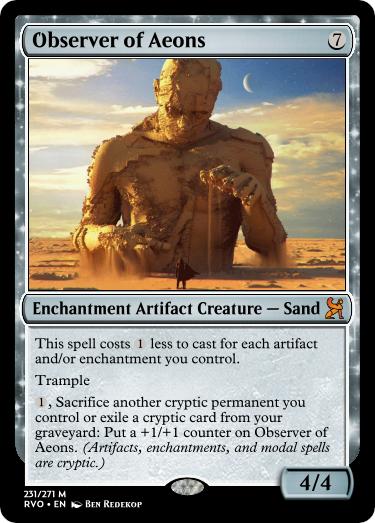 Observer of Aeons 7
Enchantment Artifact Creature — Sand
This spell costs 1 less to cast for each artifact
and/or enchantment you control.
Trample
1, Sacrifice another cryptic permanent you
control or exile a cryptic card from your
graveyard: Put a +1/+1 counter on Observer of
Aeons. (Artifacts, enchantments, and modal spells
are cryptic.)
4/4
231/271 M
RVO • EN Ben Redekop